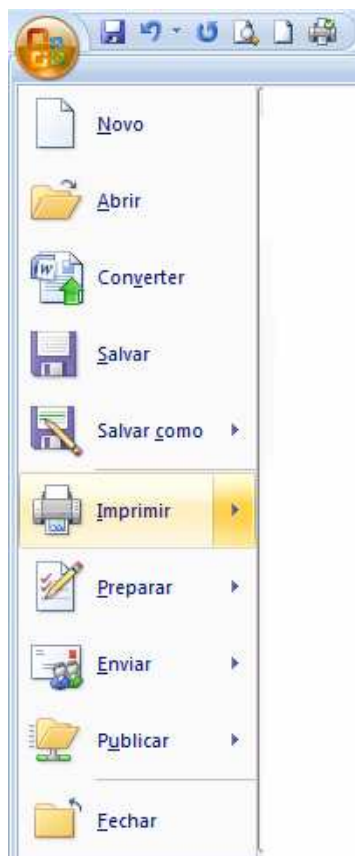 Novo
Abrir
Converter
Salvar
Salvar como
Imprimir
Preparar
Enviar
Publicar
Fechar